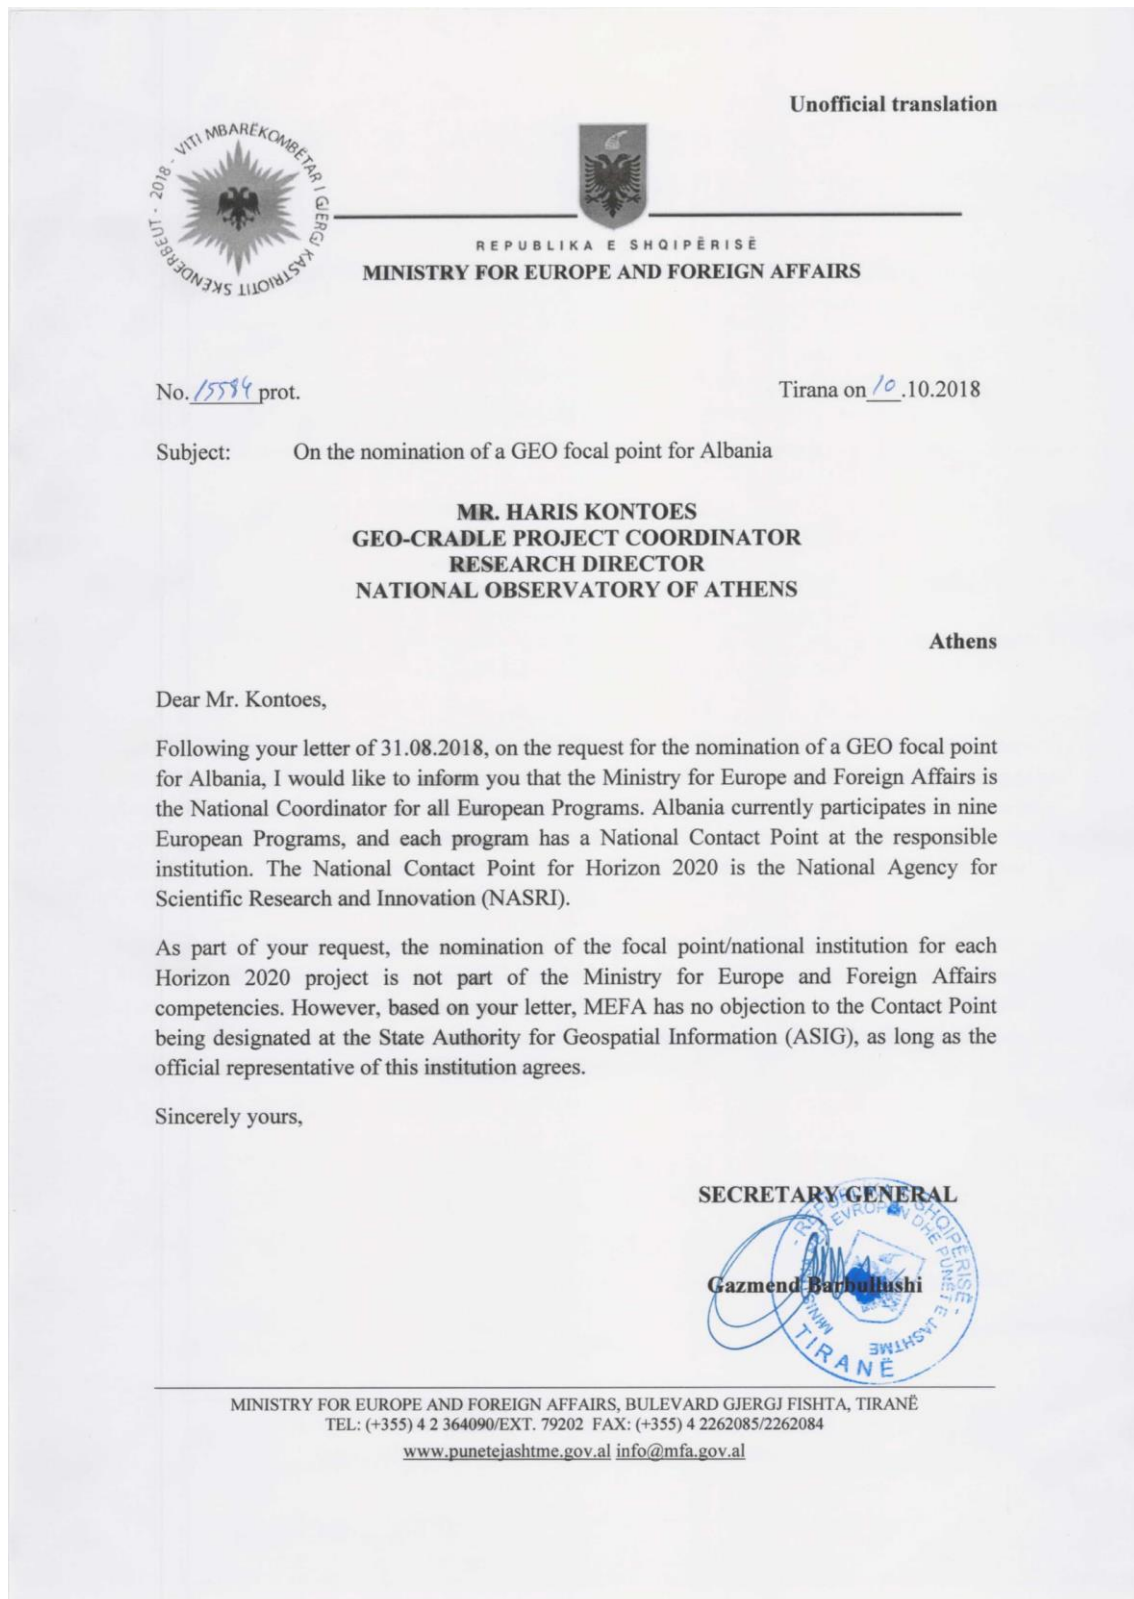 Unofficial translation
2018 - VITI MBARËKOMBËTAR I GJERGJ KASTRIOTIT SKËNDERBEUT -
REPUBLIKA E SHQIPËRISË
MINISTRY FOR EUROPE AND FOREIGN AFFAIRS
No. 15584 prot.
Tirana on 10.10.2018
Subject: On the nomination of a GEO focal point for Albania
MR. HARIS KONTOES
GEO-CRADLE PROJECT COORDINATOR
RESEARCH DIRECTOR
NATIONAL OBSERVATORY OF ATHENS
Athens
Dear Mr. Kontoes,
Following your letter of 31.08.2018, on the request for the nomination of a GEO focal point
for Albania, I would like to inform you that the Ministry for Europe and Foreign Affairs is
the National Coordinator for all European Programs. Albania currently participates in nine
European Programs, and each program has a National Contact Point at the responsible
institution. The National Contact Point for Horizon 2020 is the National Agency for
Scientific Research and Innovation (NASRI).
As part of your request, the nomination of the focal point/national institution for each
Horizon 2020 project is not part of the Ministry for Europe and Foreign Affairs
competencies. However, based on your letter, MEFA has no objection to the Contact Point
being designated at the State Authority for Geospatial Information (ASIG), as long as the
official representative of this institution agrees.
Sincerely yours,
SECRETARY GENERAL
Gazmend Barbullushi
- REPUBLIKA E SHQIPËRISË -
EVROPËN DHE PUNËT E JASHTME
TIRANË
MINISTRY FOR EUROPE AND FOREIGN AFFAIRS, BULEVARD GJERGJ FISHTA, TIRANË
TEL: (+355) 4 2 364090/EXT. 79202 FAX: (+355) 4 2262085/2262084
www.punetejashtme.gov.al info@mfa.gov.al